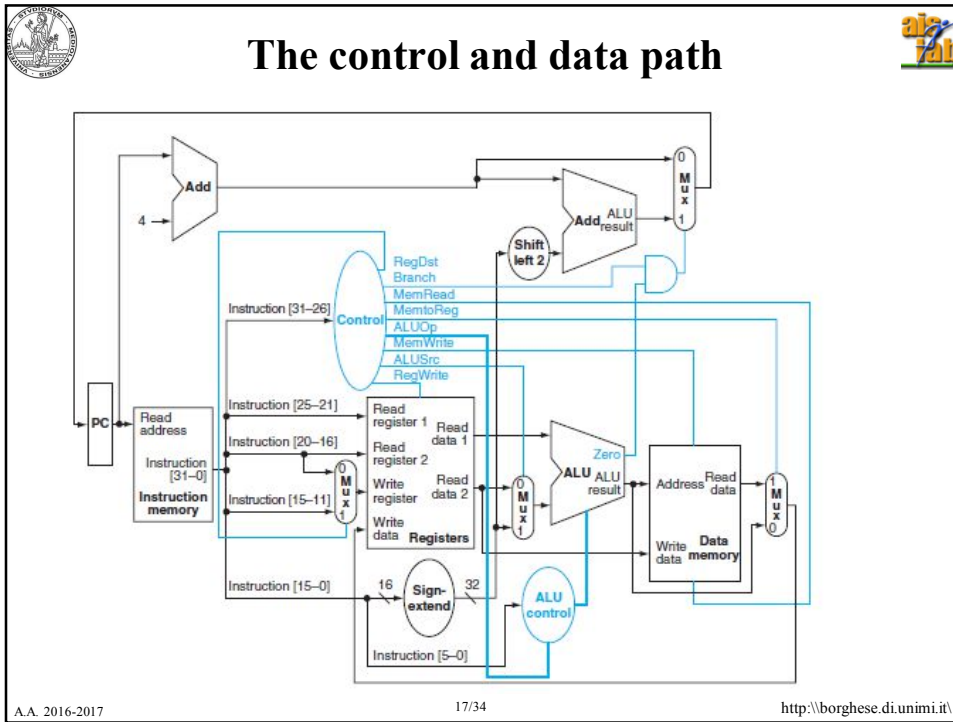 The control and data path
ais
lab
Add
4
Add
ALU
result
0
M
u
x
1
Shift
left 2
RegDst
Branch
MemRead
MemtoReg
ALUOp
MemWrite
ALUSrc
RegWrite
Control
Instruction [31–26]
Instruction [25–21]
Instruction [20–16]
Instruction [15–11]
Instruction [15–0]
Instruction [5–0]
PC
Read
address
Instruction
[31–0]
Instruction
memory
0
M
u
x
1
Read
register 1
Read
register 2
Write
register
Write
data
Read
data 1
Read
data 2
Registers
16
Sign-
extend
32
0
M
u
x
1
Zero
ALU
ALU
result
ALU
control
Address
Read
data
Write
data
Data
memory
1
M
u
x
0
A.A. 2016-2017
17/34
http:\\borghese.di.unimi.it\